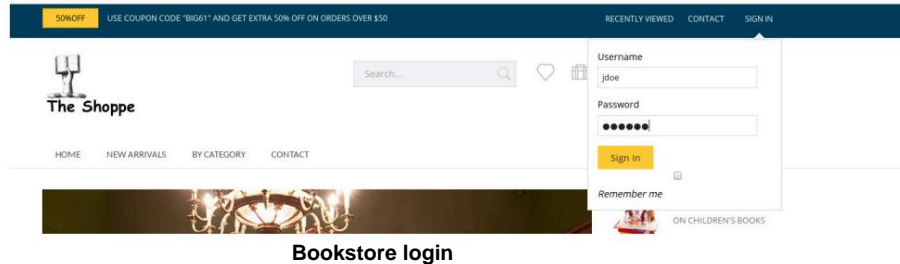 50%OFF USE COUPON CODE "BIG61" AND GET EXTRA 50% OFF ON ORDERS OVER $50 RECENTLY VIEWED CONTACT SIGN IN
Username
jdoe
Search...
The Shoppe
Password
●●●●●●
HOME NEW ARRIVALS BY CATEGORY CONTACT
Sign In
Remember me
ON CHILDREN'S BOOKS
Bookstore login